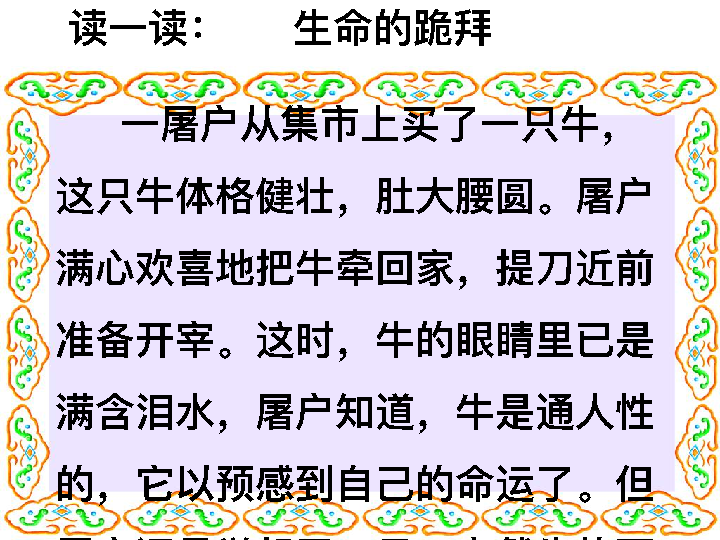 读一读： 生命的跪拜
一屠户从集市上买了一只牛，
这只牛体格健壮，肚大腰圆。屠户
满心欢喜地把牛牵回家，提刀近前
准备开宰。这时，牛的眼睛里已是
满含泪水，屠户知道，牛是通人性
的，它以预感到自己的命运了。但